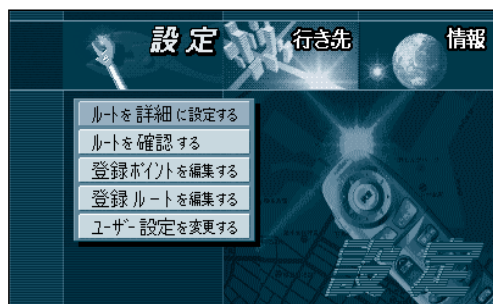 設定
行き先
情報
ルートを詳細に設定する
ルートを確認する
登録ポイントを編集する
登録ルートを編集する
ユーザー設定を変更する
設定